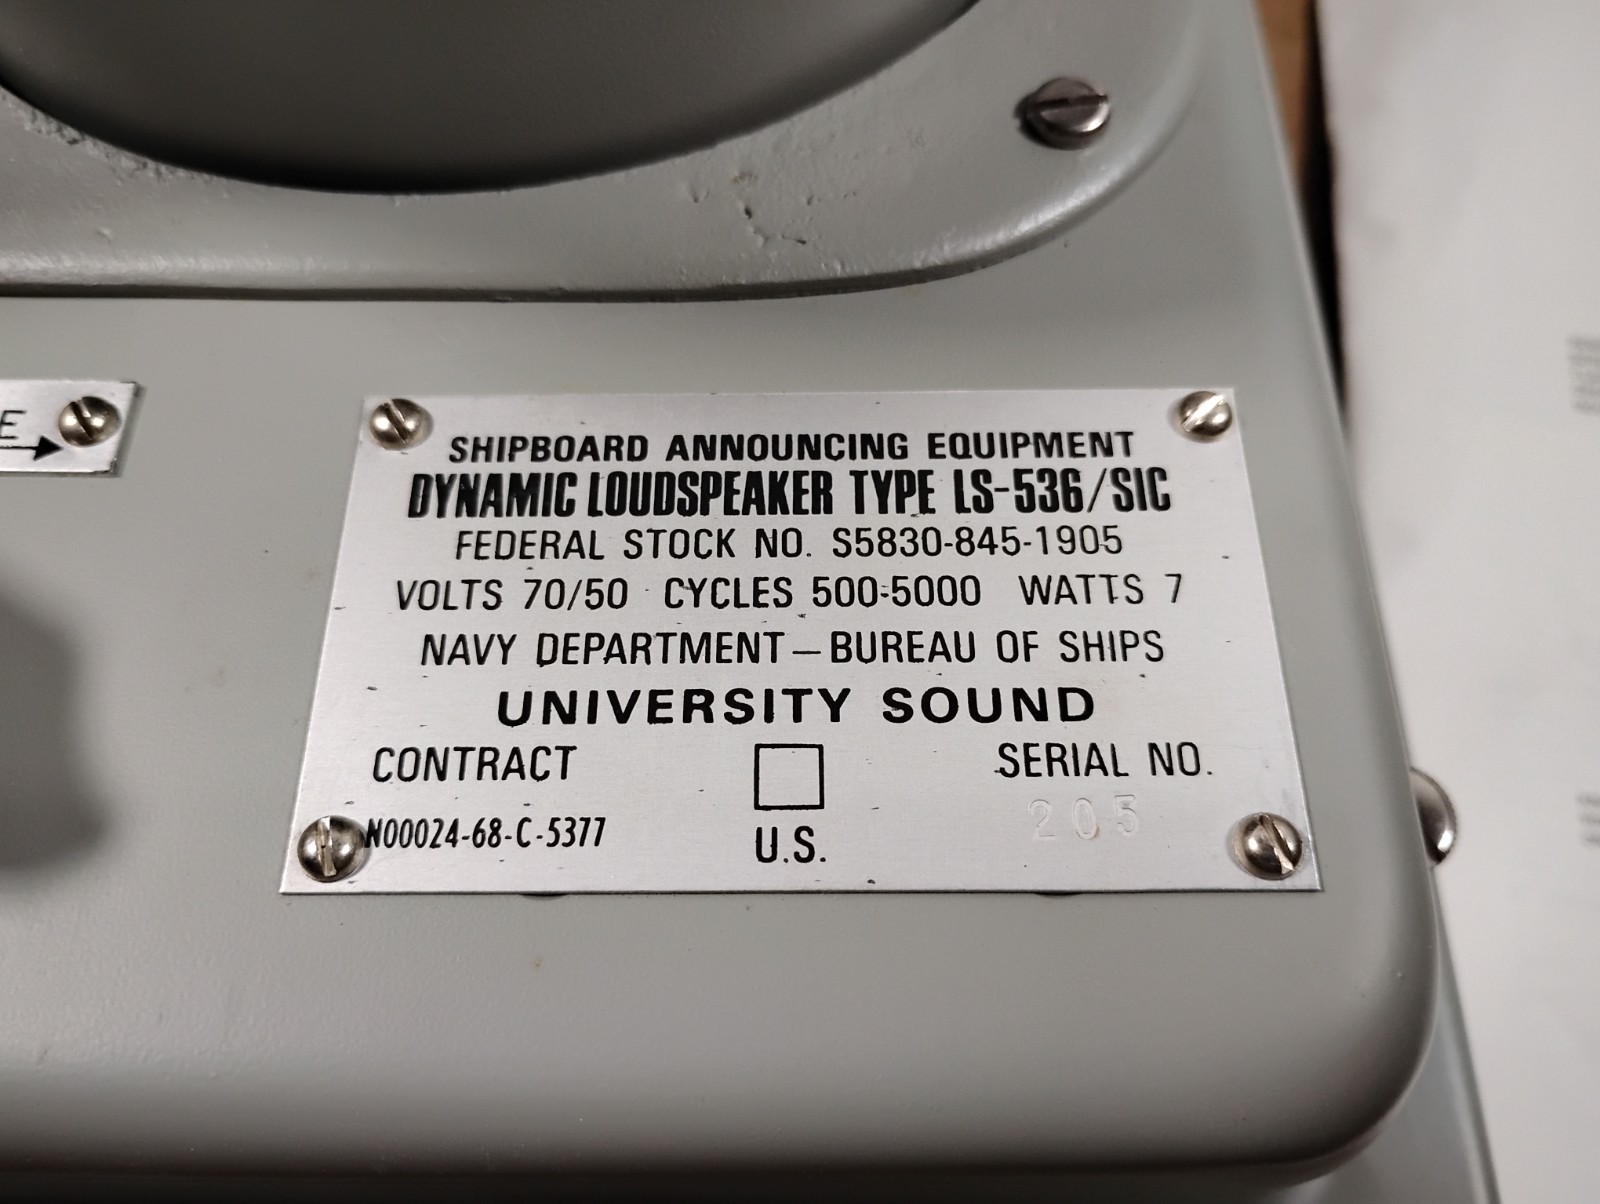 E
SHIPBOARD ANNOUNCING EQUIPMENT
DYNAMIC LOUDSPEAKER TYPE LS-536/SIC
FEDERAL STOCK NO. S5830-845-1905
VOLTS 70/50 CYCLES 500-5000 WATTS 7
NAVY DEPARTMENT—BUREAU OF SHIPS
UNIVERSITY SOUND
CONTRACT SERIAL NO.
N00024-68-C-5377 205
U.S.